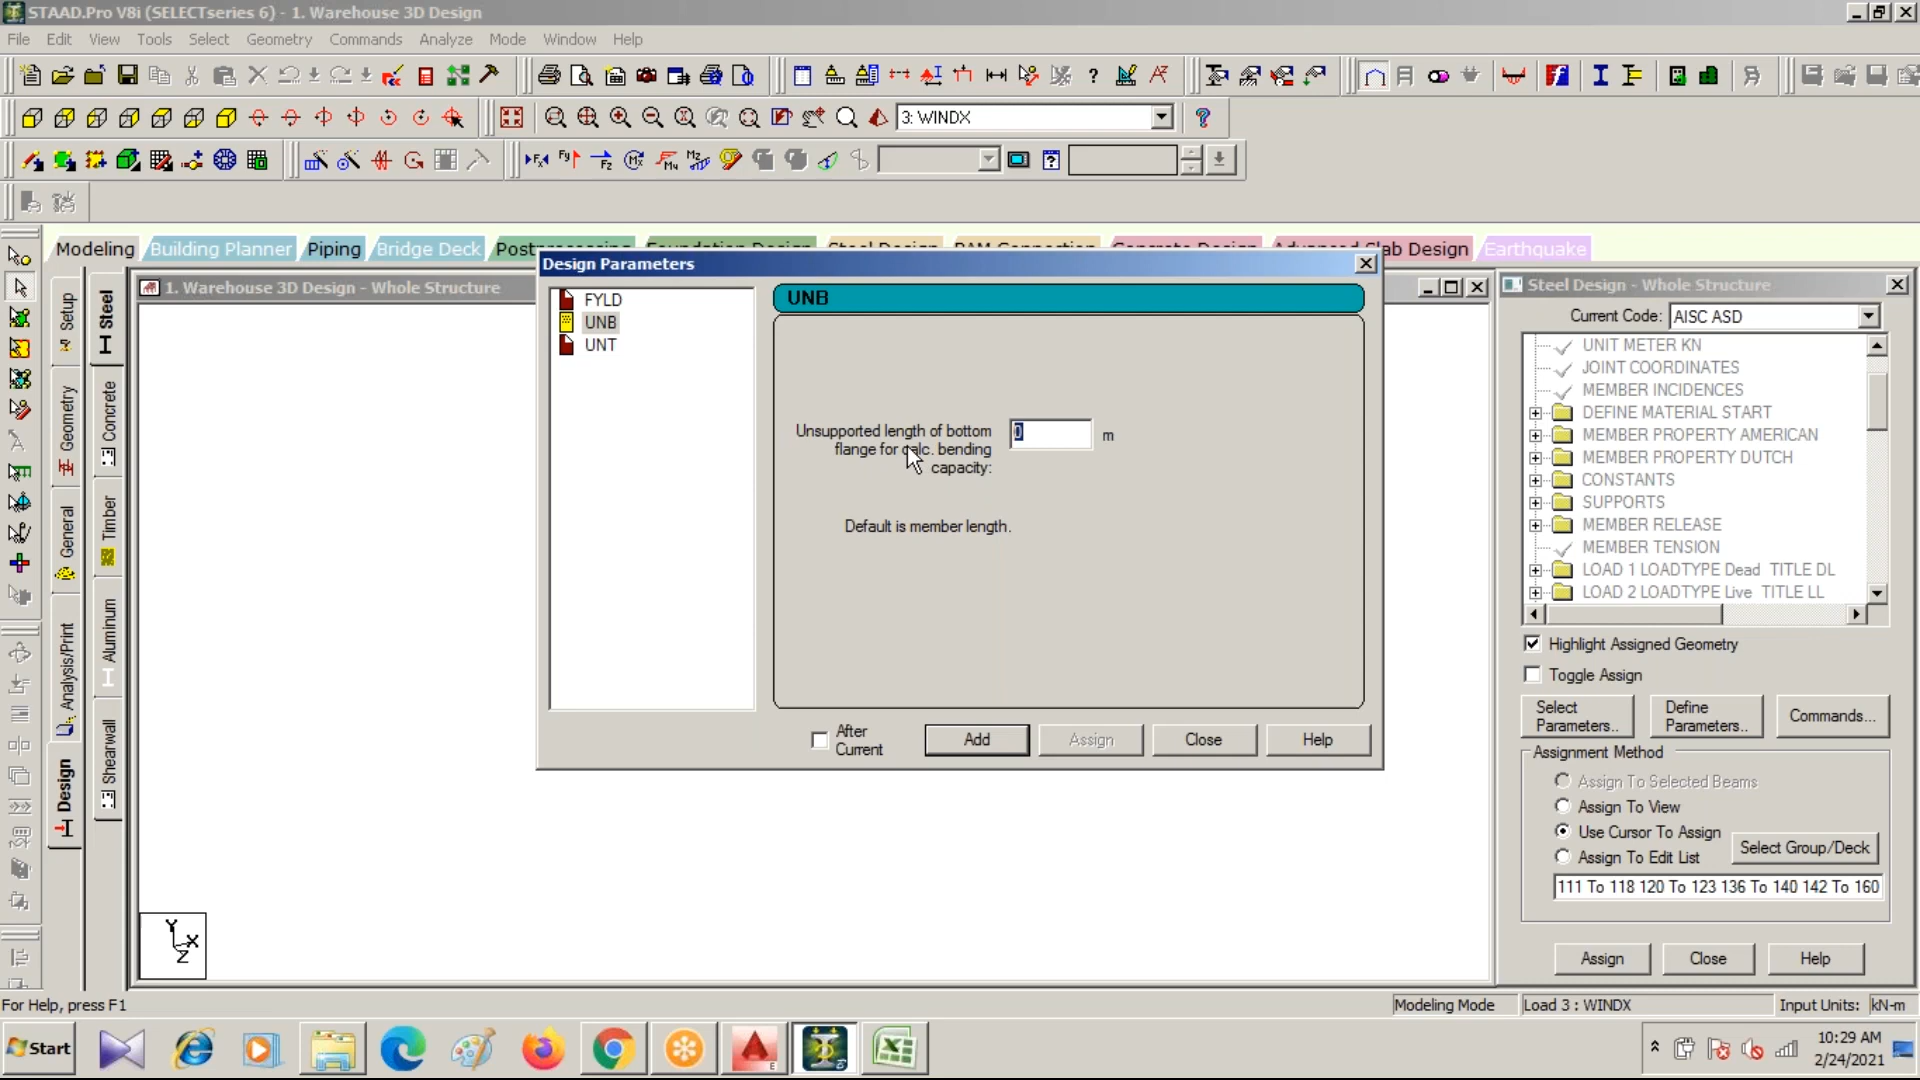 STAAD.Pro V8i (SELECTseries 6) - 1. Warehouse 3D Design
File Edit View Tools Select Geometry Commands Analyze Mode Window Help
3: WINDX
Modeling Building Planner Piping Bridge Deck Postprocessing Foundation Design Steel Design RAM Connection Concrete Design Advanced Slab Design Earthquake
1. Warehouse 3D Design - Whole Structure
Setup
Geometry
General
Analysis/Print
Design
Steel
Concrete
Timber
Aluminum
Shearwall
Design Parameters
FYLD
UNB
UNT
UNB
Unsupported length of bottom
flange for calc. bending
capacity:
0
m
Default is member length.
After
Current
Add
Assign
Close
Help
Steel Design - Whole Structure
Current Code: AISC ASD
UNIT METER KN
JOINT COORDINATES
MEMBER INCIDENCES
DEFINE MATERIAL START
MEMBER PROPERTY AMERICAN
MEMBER PROPERTY DUTCH
CONSTANTS
SUPPORTS
MEMBER RELEASE
MEMBER TENSION
LOAD 1 LOADTYPE Dead TITLE DL
LOAD 2 LOADTYPE Live TITLE LL
Highlight Assigned Geometry
Toggle Assign
Select
Parameters..
Define
Parameters..
Commands...
Assignment Method
Assign To Selected Beams
Assign To View
Use Cursor To Assign
Assign To Edit List
Select Group/Deck
111 To 118 120 To 123 136 To 140 142 To 160
Assign
Close
Help
Y
X
Z
For Help, press F1
Modeling Mode
Load 3 : WINDX
Input Units: kN-m
Start
10:29 AM
2/24/2021